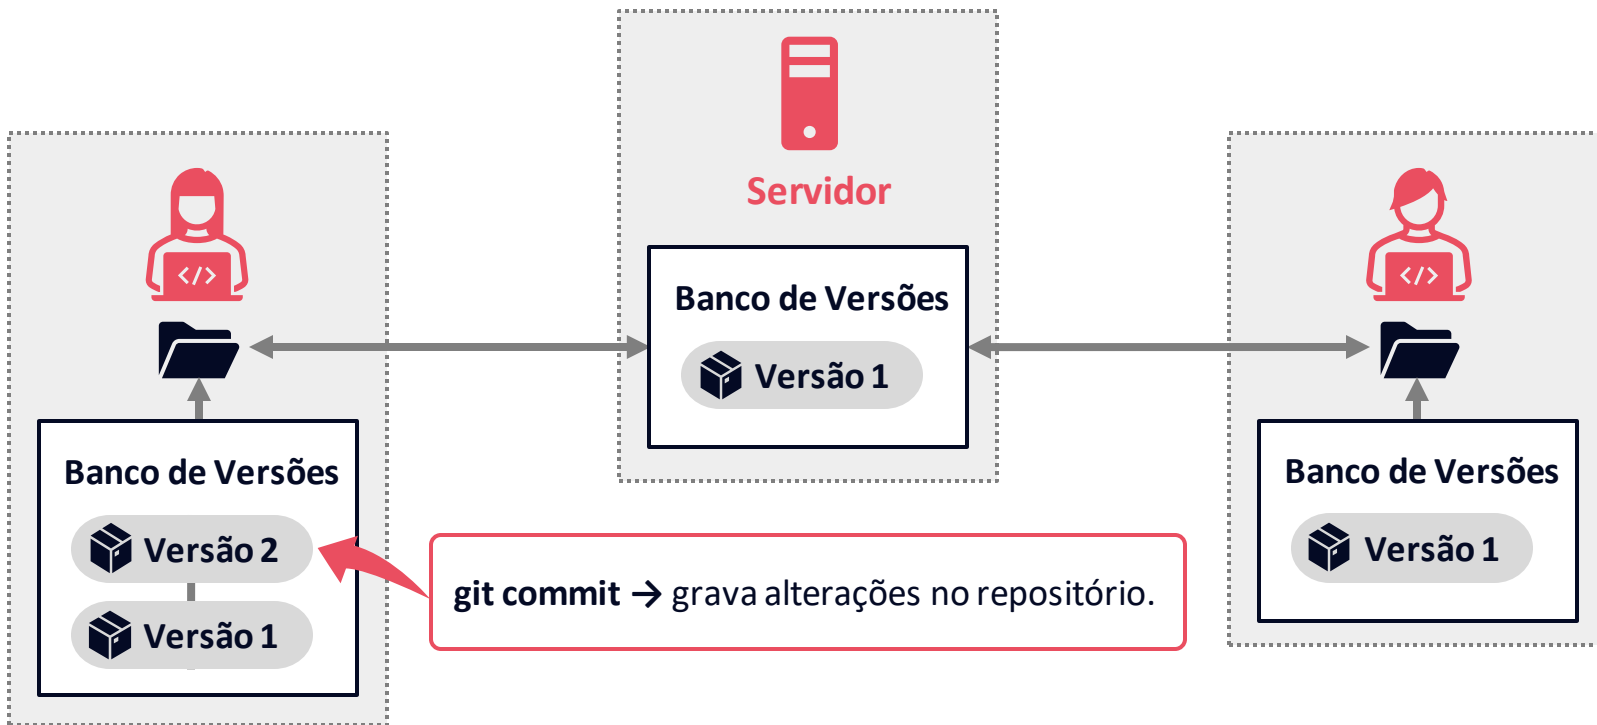 Servidor
Banco de Versões
Versão 1
Banco de Versões
Versão 2
Versão 1
git commit → grava alterações no repositório.
Banco de Versões
Versão 1